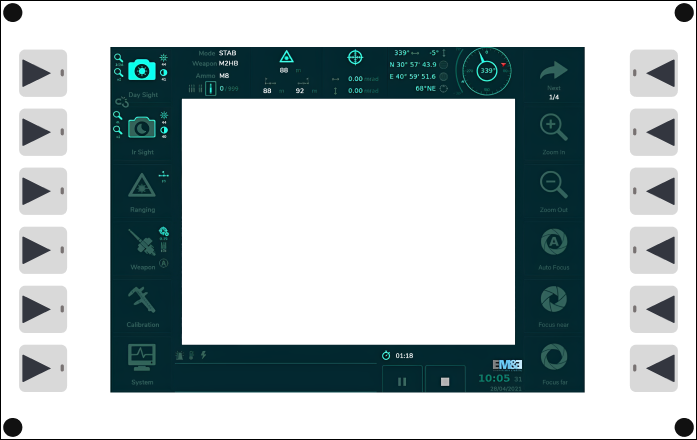 Mode STAB
Weapon M2HB
Ammo M8
0 / 999
88 m
88 m 92 m
0.00 mrad
0.00 mrad
339° -5°
N 30° 57' 43.9
E 40° 59' 51.6
68°NE
339°
Day Sight
Ir Sight
Ranging
Weapon
Calibration
System
Next
1/4
Zoom In
Zoom Out
A
Auto Focus
Focus near
Focus far
01:18
EM&E
10:05 31
28/04/2021